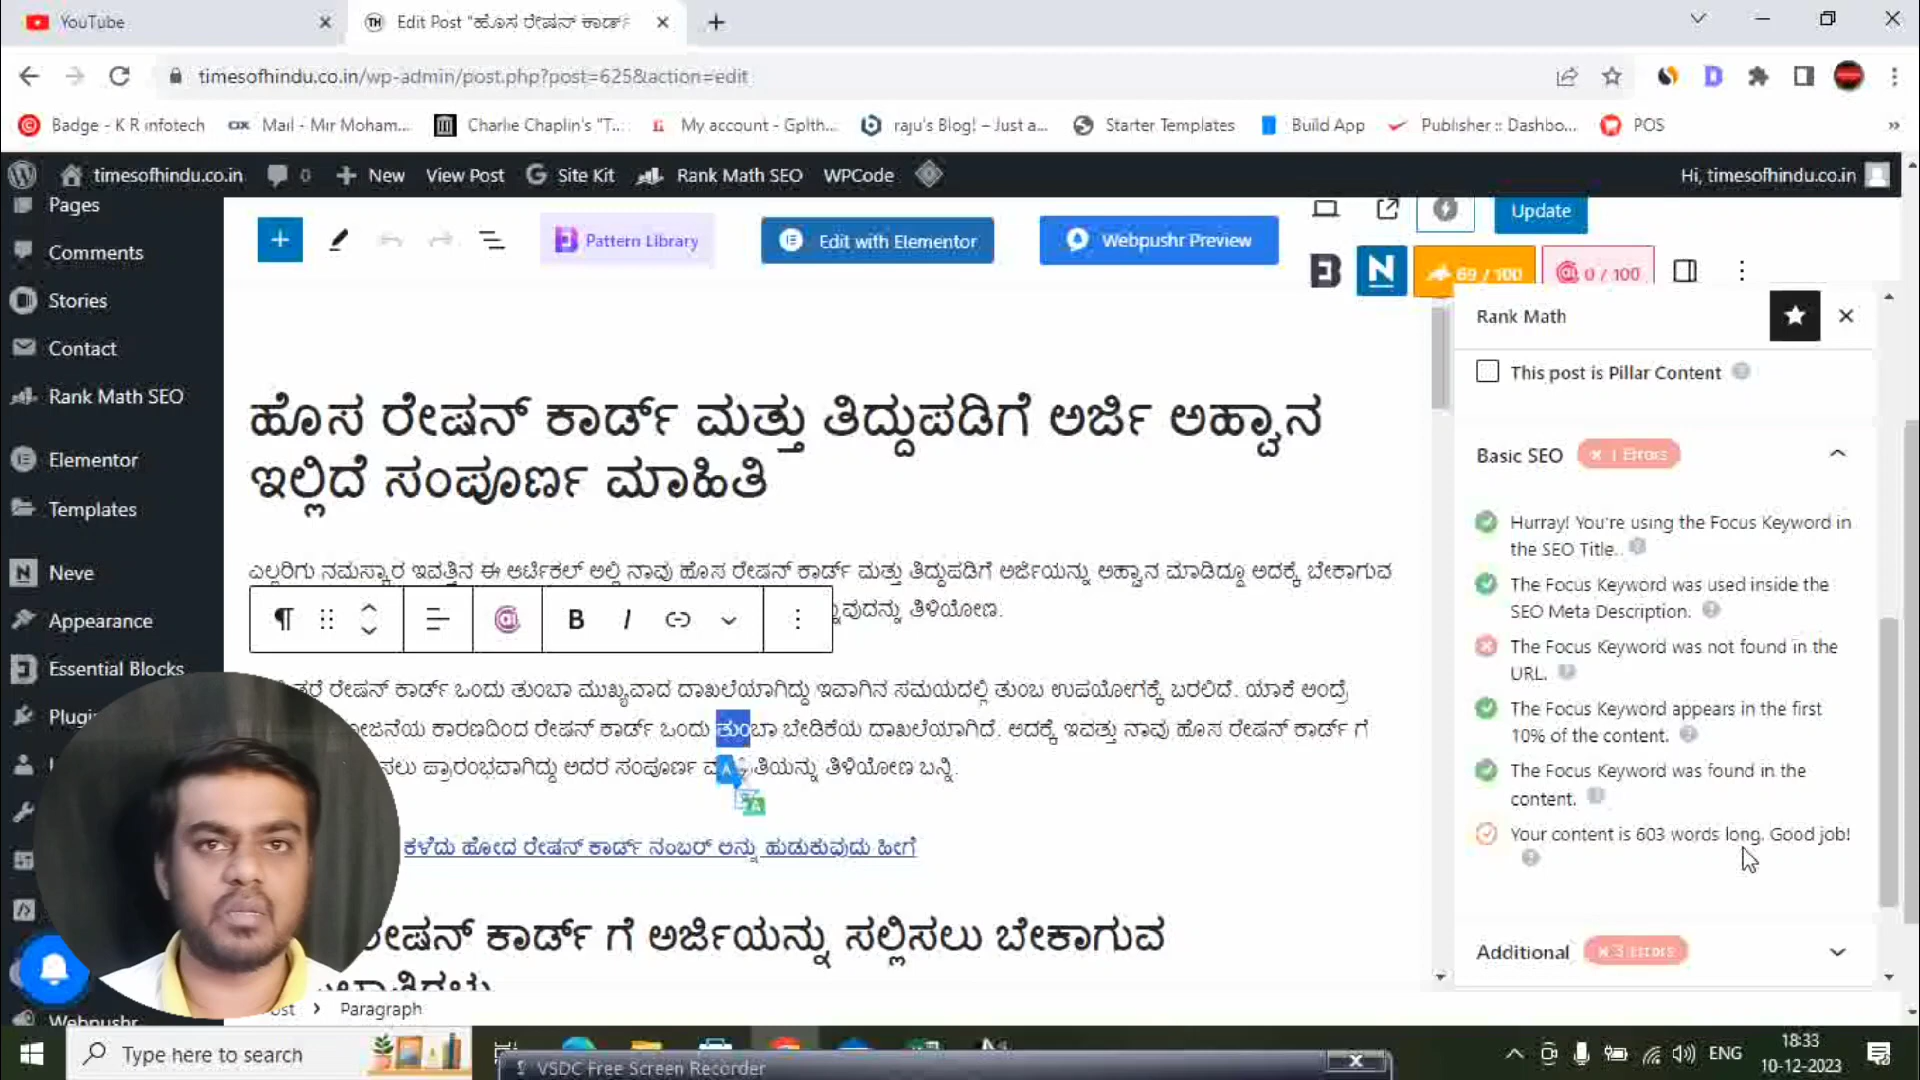 YouTube
Edit Post "ಹೊಸ ರೇಷನ್ ಕಾರ್ಡ್
timesofhindu.co.in/wp-admin/post.php?post=625&action=edit
Badge - K R infotech
Mail - Mir Moham...
Charlie Chaplin's "T...
My account - Gplth...
raju's Blog! – Just a...
Starter Templates
Build App
Publisher :: Dashbo...
POS
timesofhindu.co.in
0
New
View Post
Site Kit
Rank Math SEO
WPCode
Hi, timesofhindu.co.in
Pages
Comments
Stories
Contact
Rank Math SEO
Elementor
Templates
Neve
Appearance
Essential Blocks
Plugi
Webpushr
Pattern Library
Edit with Elementor
Webpushr Preview
Update
69 / 100
0 / 100
ಹೊಸ ರೇಷನ್ ಕಾರ್ಡ್ ಮತ್ತು ತಿದ್ದುಪಡಿಗೆ ಅರ್ಜಿ ಅಹ್ವಾನ
ಇಲ್ಲಿದೆ ಸಂಪೂರ್ಣ ಮಾಹಿತಿ
ಎಲ್ಲರಿಗು ನಮಸ್ಕಾರ ಇವತ್ತಿನ ಈ ಆರ್ಟಿಕಲ್ ಅಲ್ಲಿ ನಾವು ಹೊಸ ರೇಷನ್ ಕಾರ್ಡ್ ಮತ್ತು ತಿದ್ದುಪಡಿಗೆ ಅರ್ಜಿಯನ್ನು ಅಹ್ವಾನ ಮಾಡಿದ್ದೂ ಅದಕ್ಕೆ ಬೇಕಾಗುವ
ನ್ನುವುದನ್ನು ತಿಳಿಯೋಣ.
B I
ರೇಷನ್ ಕಾರ್ಡ್ ಒಂದು ತುಂಬಾ ಮುಖ್ಯವಾದ ದಾಖಲೆಯಾಗಿದ್ದು ಇವಾಗಿನ ಸಮಯದಲ್ಲಿ ತುಂಬ ಉಪಯೋಗಕ್ಕೆ ಬರಲಿದೆ. ಯಾಕೆ ಅಂದ್ರೆ
ೋಜನೆಯ ಕಾರಣದಿಂದ ರೇಷನ್ ಕಾರ್ಡ್ ಒಂದು ತುಂಬಾ ಬೇಡಿಕೆಯ ದಾಖಲೆಯಾಗಿದೆ. ಅದಕ್ಕೆ ಇವತ್ತು ನಾವು ಹೊಸ ರೇಷನ್ ಕಾರ್ಡ್ ಗೆ
ಸಲು ಪ್ರಾರಂಭವಾಗಿದ್ದು ಅದರ ಸಂಪೂರ್ಣ ತಿಯನ್ನು ತಿಳಿಯೋಣ ಬನ್ನಿ.
ಕಳೆದು ಹೋದ ರೇಷನ್ ಕಾರ್ಡ್ ನಂಬರ್ ಅನ್ನು ಹುಡುಕುವುದು ಹೀಗೆ
ರೇಷನ್ ಕಾರ್ಡ್ ಗೆ ಅರ್ಜಿಯನ್ನು ಸಲ್ಲಿಸಲು ಬೇಕಾಗುವ
ost › Paragraph
Rank Math
This post is Pillar Content
Basic SEO
× 1 Errors
Hurray! You're using the Focus Keyword in
the SEO Title..
The Focus Keyword was used inside the
SEO Meta Description.
The Focus Keyword was not found in the
URL.
The Focus Keyword appears in the first
10% of the content.
The Focus Keyword was found in the
content.
Your content is 603 words long. Good job!
Additional
× 3 Errors
Type here to search
VSDC Free Screen Recorder
ENG
18:33
10-12-2023